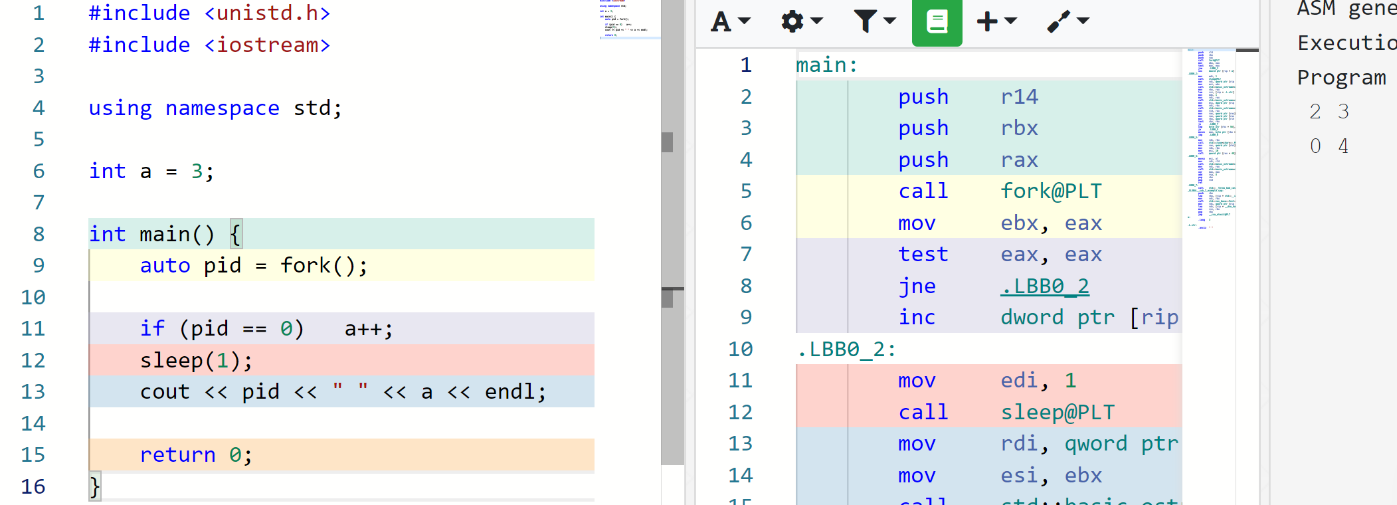 1 #include <unistd.h>
2 #include <iostream>
3
4 using namespace std;
5
6 int a = 3;
7
8 int main() {
9 auto pid = fork();
10
11 if (pid == 0)   a++;
12 sleep(1);
13 cout << pid << " " << a << endl;
14
15 return 0;
16 }
A
1 main:
2 push r14
3 push rbx
4 push rax
5 call fork@PLT
6 mov ebx, eax
7 test eax, eax
8 jne .LBB0_2
9 inc dword ptr [rip
10 .LBB0_2:
11 mov edi, 1
12 call sleep@PLT
13 mov rdi, qword ptr
14 mov esi, ebx
ASM gene
Executio
Program
2 3
0 4